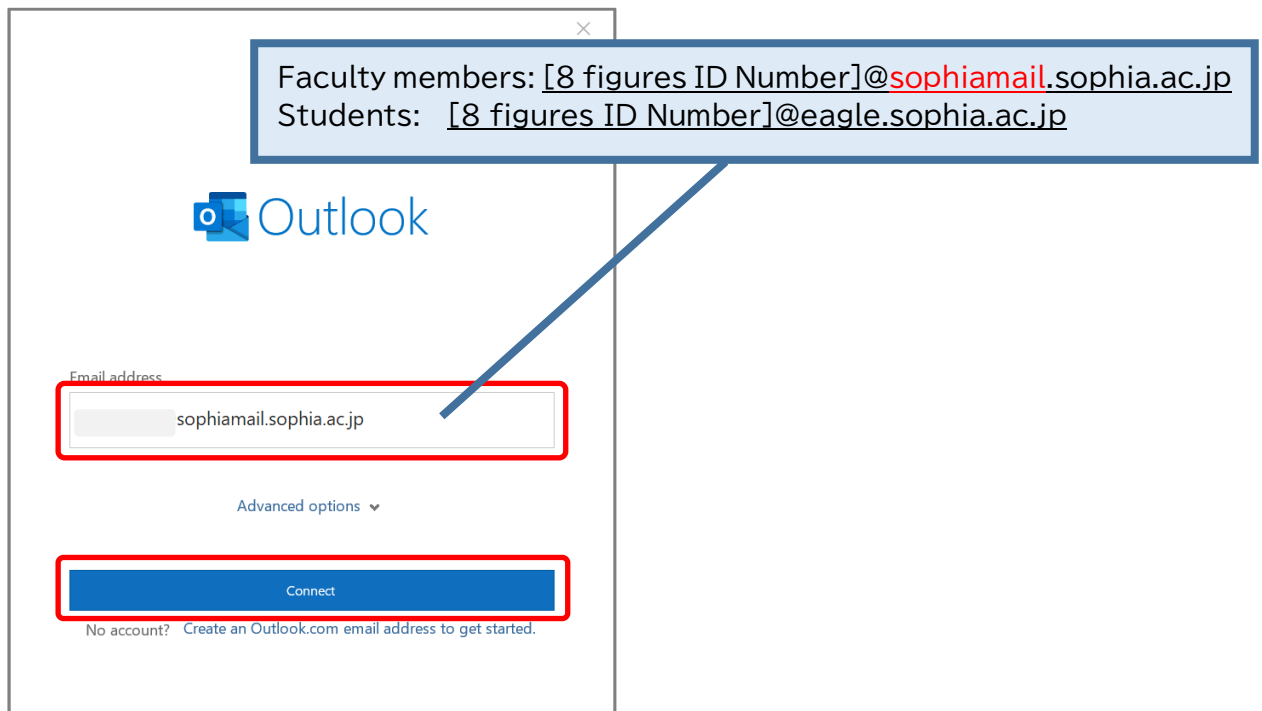 Faculty members: [8 figures ID Number]@sophiamail.sophia.ac.jp
Students: [8 figures ID Number]@eagle.sophia.ac.jp
Outlook
Email address
sophiamail.sophia.ac.jp
Advanced options
Connect
No account? Create an Outlook.com email address to get started.